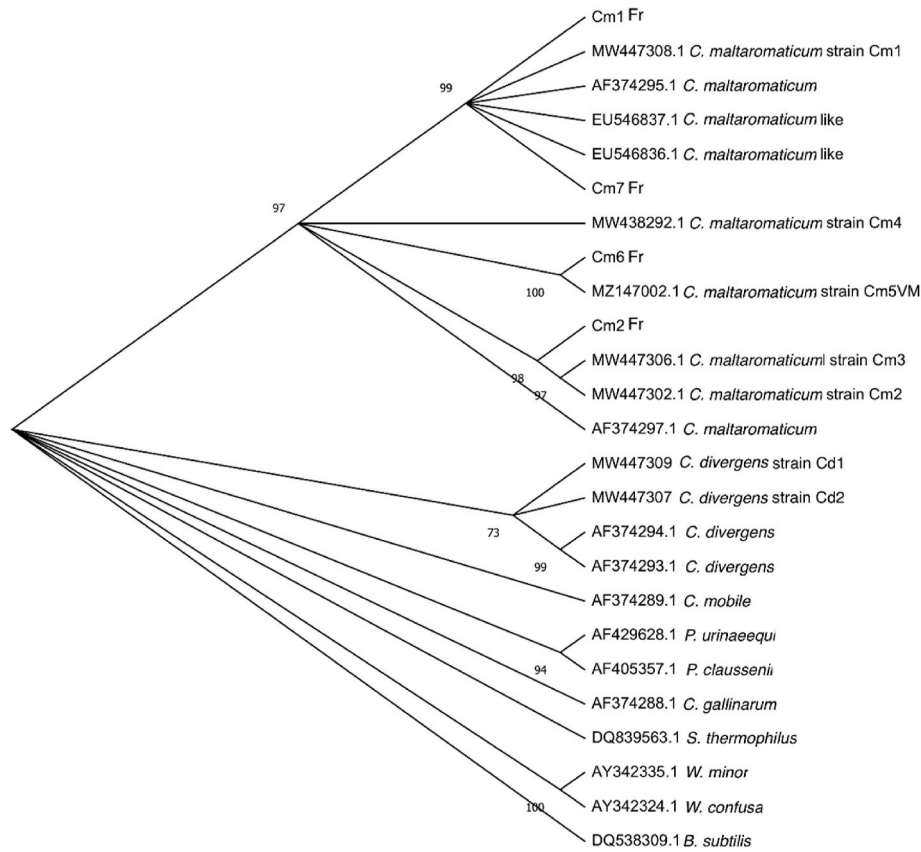 Cm1 Fr
MW447308.1 C. maltaromaticum strain Cm1
99
AF374295.1 C. maltaromaticum
EU546837.1 C. maltaromaticum like
EU546836.1 C. maltaromaticum like
Cm7 Fr
97
MW438292.1 C. maltaromaticum strain Cm4
Cm6 Fr
100
MZ147002.1 C. maltaromaticum strain Cm5VM
Cm2 Fr
MW447306.1 C. maltaromaticuml strain Cm3
98
97
MW447302.1 C. maltaromaticum strain Cm2
AF374297.1 C. maltaromaticum
MW447309 C. divergens strain Cd1
MW447307 C. divergens strain Cd2
73
AF374294.1 C. divergens
99
AF374293.1 C. divergens
AF374289.1 C. mobile
AF429628.1 P. urinaeequi
94
AF405357.1 P. claussenii
AF374288.1 C. gallinarum
DQ839563.1 S. thermophilus
AY342335.1 W. minor
100
AY342324.1 W. confusa
DQ538309.1 B. subtilis